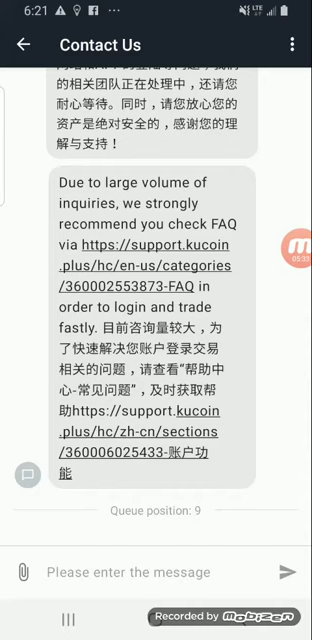 6:21
LTE
Contact Us
的相关团队正在处理中，还请您
耐心等待。同时，请您放心您的
资产是绝对安全的，感谢您的理
解与支持！
Due to large volume of
inquiries, we strongly
recommend you check FAQ
via https://support.kucoin
.plus/hc/en-us/categories
/360002553873-FAQ in
order to login and trade
fastly. 目前咨询量较大，为
了快速解决您账户登录交易
相关的问题，请查看“帮助中
心-常见问题”，及时获取帮
助https://support.kucoin
.plus/hc/zh-cn/sections
/360006025433-账户功
能
05:33
Queue position: 9
Please enter the message
Recorded by MOBIZEN